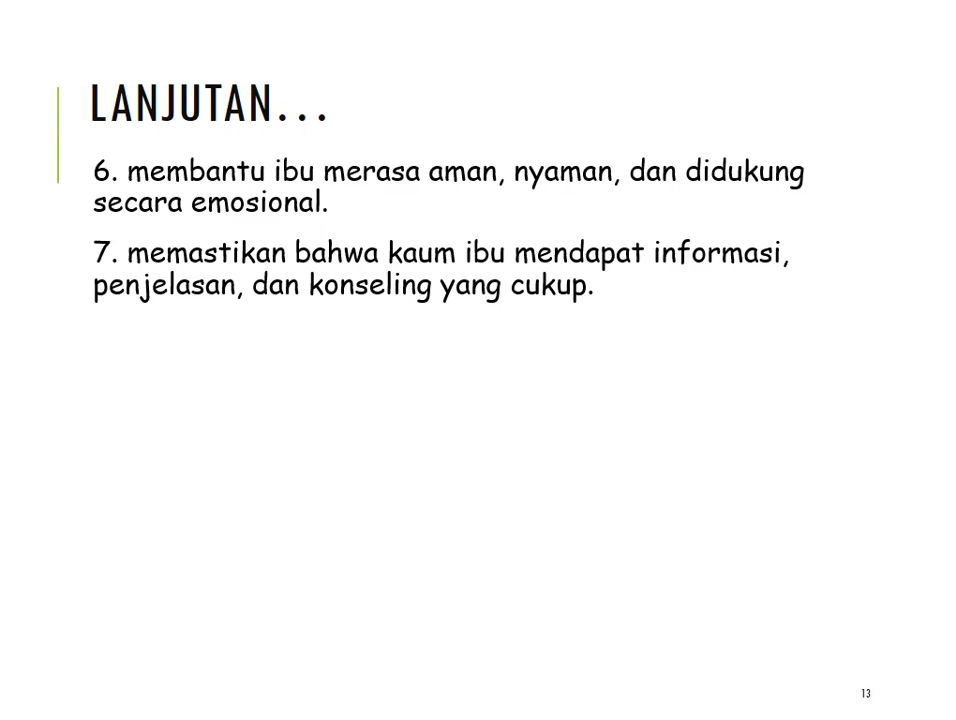 LANJUTAN...
6. membantu ibu merasa aman, nyaman, dan didukung
secara emosional.
7. memastikan bahwa kaum ibu mendapat informasi,
penjelasan, dan konseling yang cukup.
13